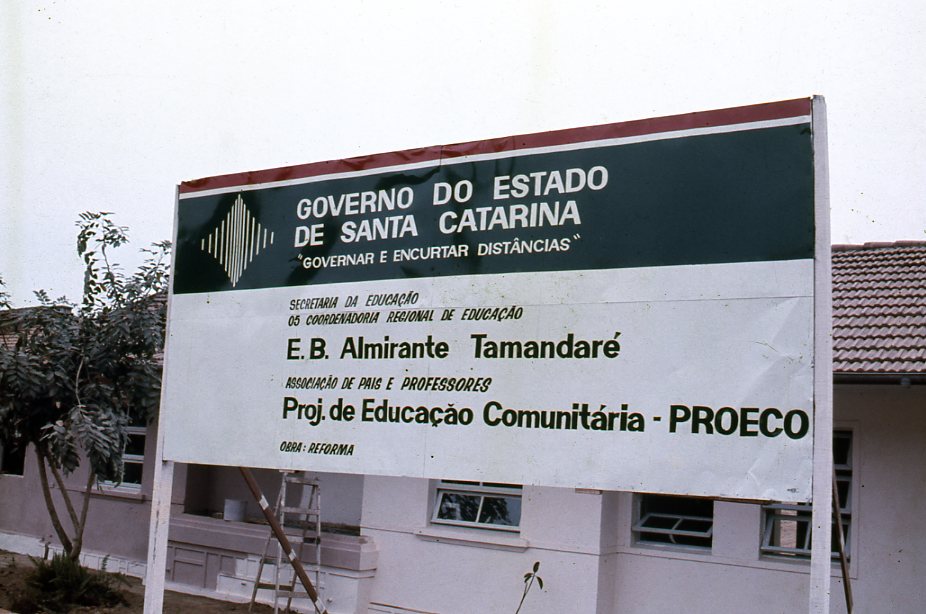 GOVERNO DO ESTADO
DE SANTA CATARINA
"GOVERNAR E ENCURTAR DISTÂNCIAS"
SECRETARIA DA EDUCAÇÃO
05 COORDENADORIA REGIONAL DE EDUCAÇÃO
E.B. Almirante Tamandaré
ASSOCIAÇÃO DE PAIS E PROFESSORES
Proj. de Educação Comunitária - PROECO
OBRA: REFORMA